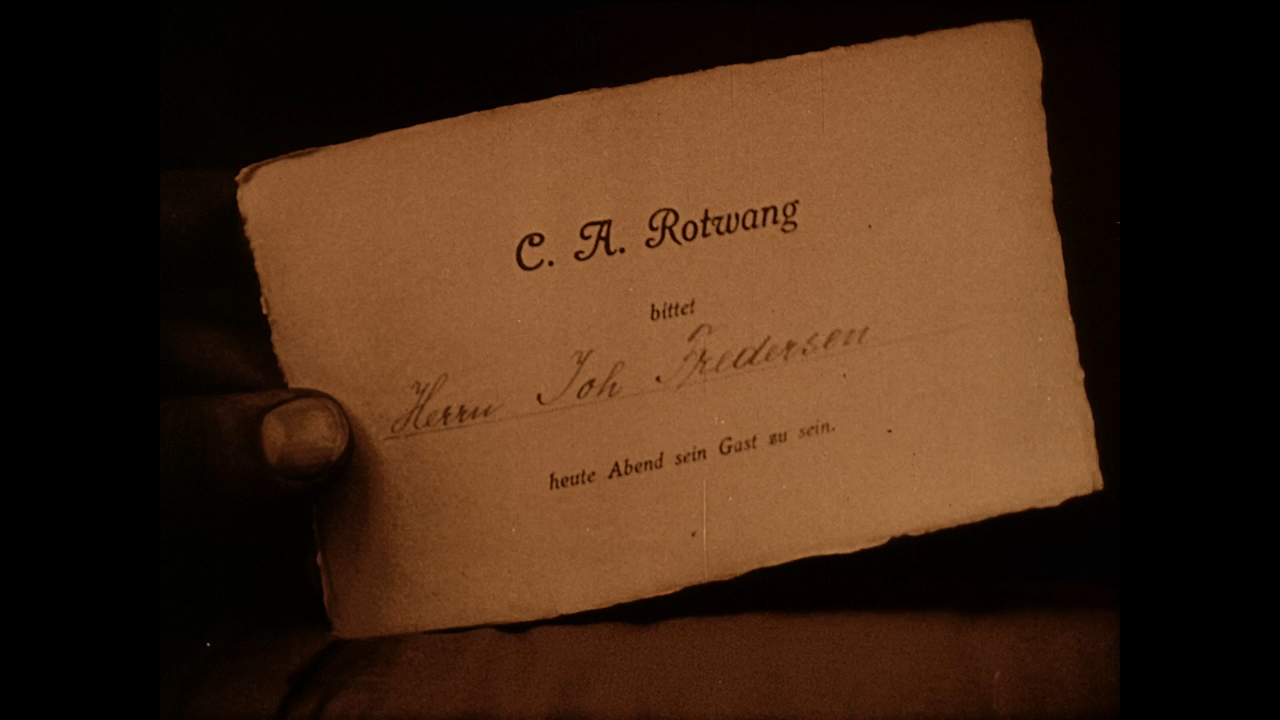 C. A. Rotwang
bittet
Herrn Joh Fredersen
heute Abend sein Gast zu sein.